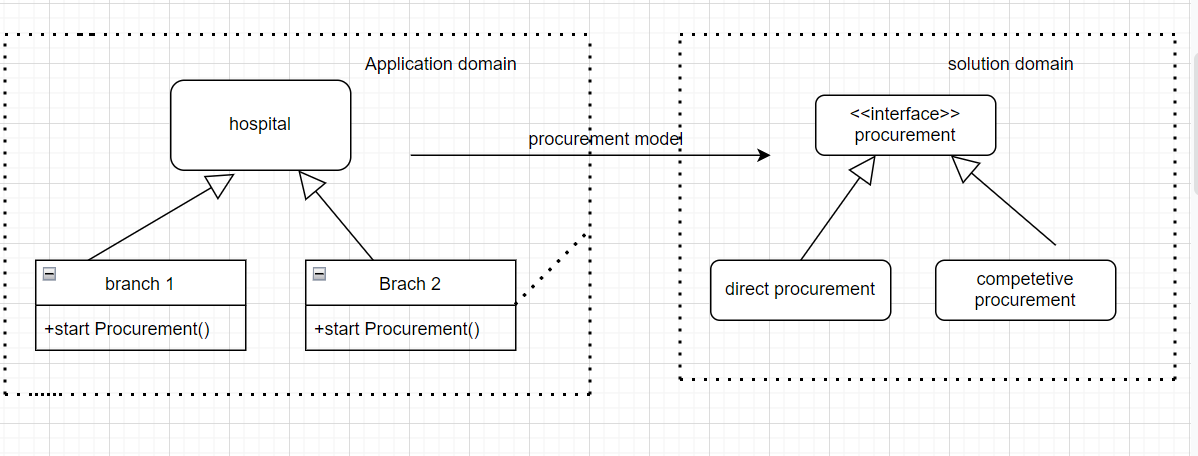 Application domain
hospital
branch 1
+start Procurement()
Brach 2
+start Procurement()
procurement model
solution domain
<<interface>>
procurement
direct procurement
competetive
procurement